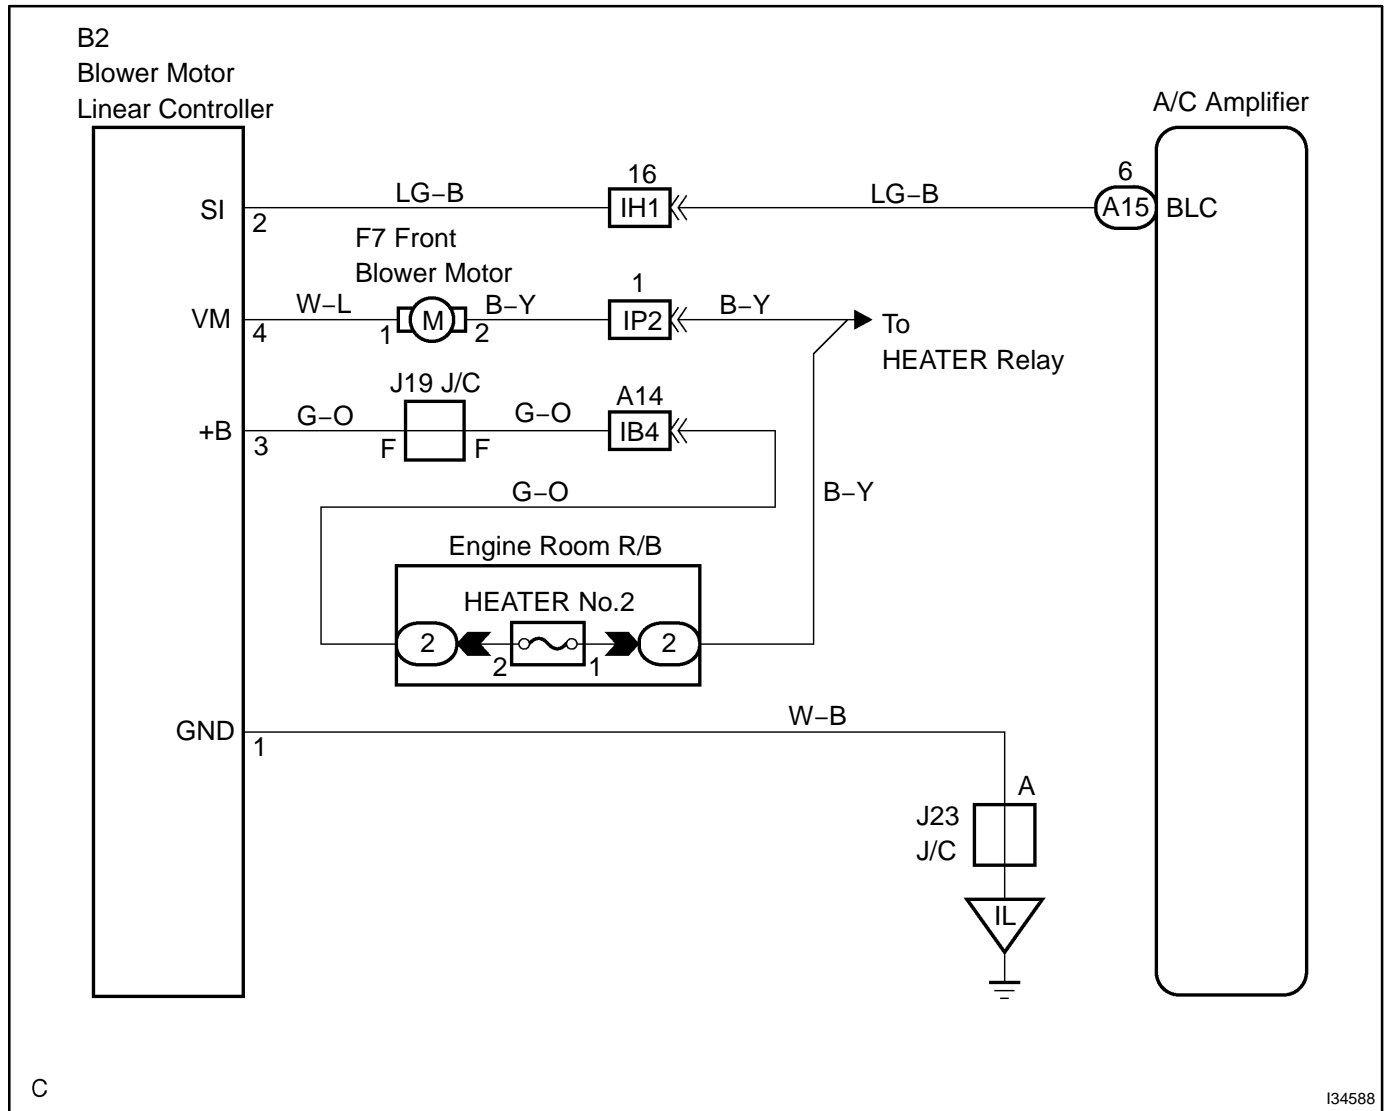 B2
Blower Motor
Linear Controller
A/C Amplifier
SI
2
LG–B
16
IH1
LG–B
6
A15
BLC
F7 Front
Blower Motor
VM
4
W–L
1
M
2
B–Y
1
IP2
B–Y
To
HEATER Relay
J19 J/C
+B
3
G–O
F
F
G–O
A14
IB4
G–O
B–Y
Engine Room R/B
HEATER No.2
2
2
1
2
GND
1
W–B
A
J23
J/C
IL
C
I34588